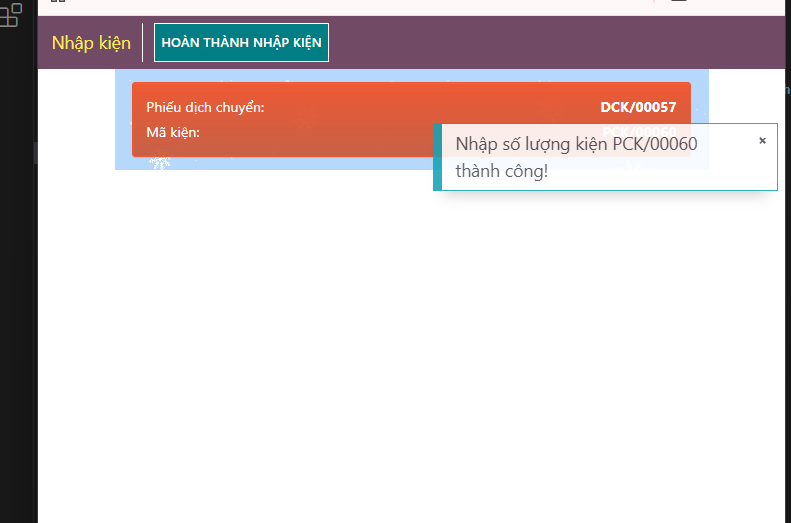 Nhập kiện
HOÀN THÀNH NHẬP KIỆN
Phiếu dịch chuyển: DCK/00057
Mã kiện: PCK/00060
Nhập số lượng kiện PCK/00060
thành công!
×